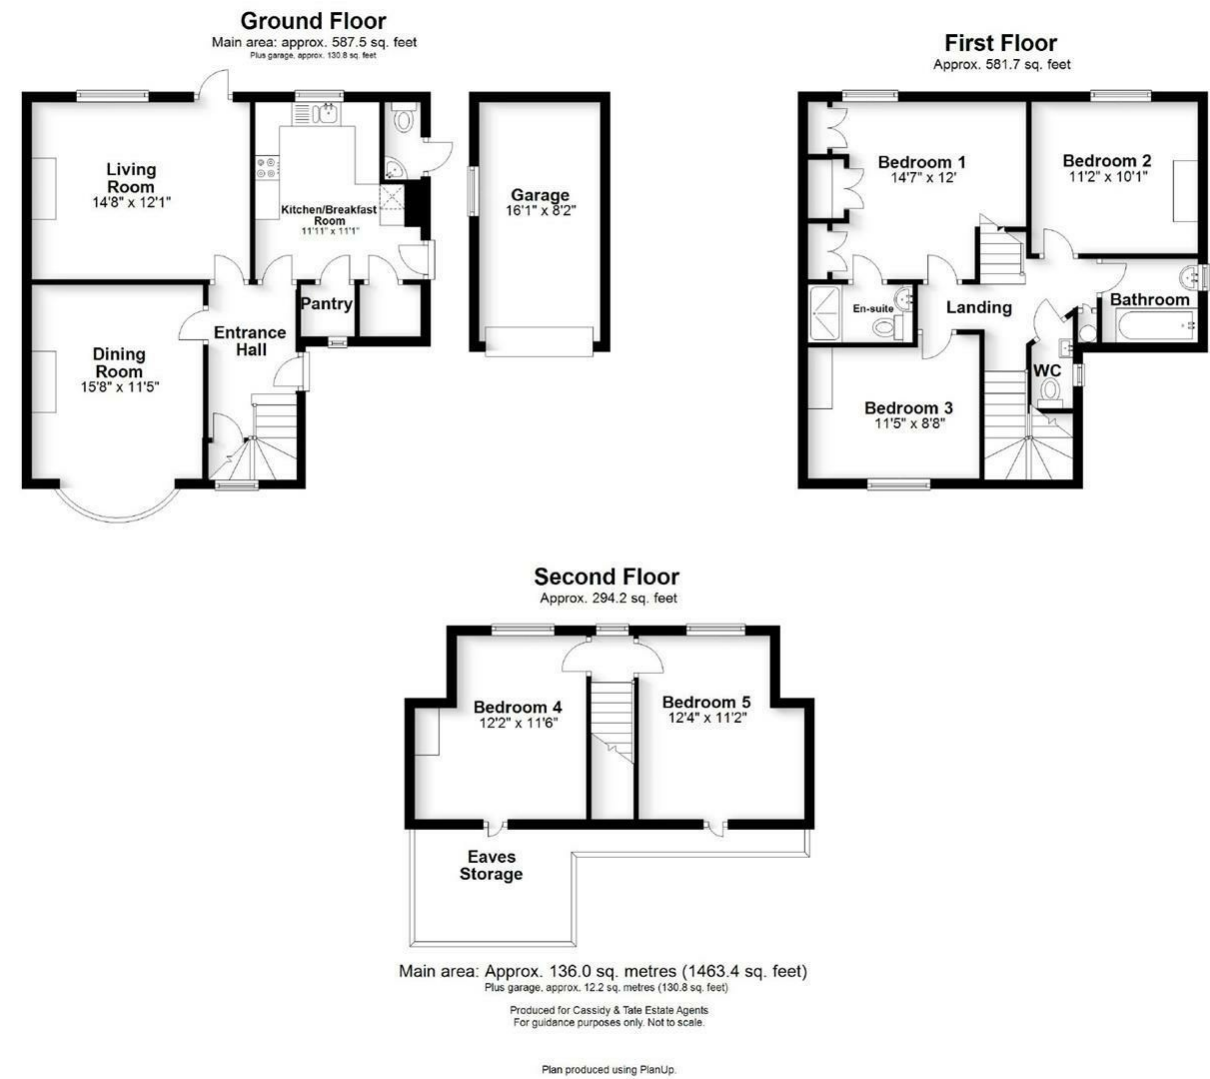 Ground Floor
Main area: approx. 587.5 sq. feet
Plus garage, approx. 130.8 sq. feet
Living
Room
14'8" x 12'1"
Kitchen/Breakfast
Room
11'11" x 11'1"
Garage
16'1" x 8'2"
Pantry
Entrance
Hall
Dining
Room
15'8" x 11'5"
First Floor
Approx. 581.7 sq. feet
Bedroom 1
14'7" x 12'
Bedroom 2
11'2" x 10'1"
En-suite
Landing
Bathroom
WC
Bedroom 3
11'5" x 8'8"
Second Floor
Approx. 294.2 sq. feet
Bedroom 4
12'2" x 11'6"
Bedroom 5
12'4" x 11'2"
Eaves
Storage
Main area: Approx. 136.0 sq. metres (1463.4 sq. feet)
Plus garage, approx. 12.2 sq. metres (130.8 sq. feet)
Produced for Cassidy & Tate Estate Agents
For guidance purposes only. Not to scale.
Plan produced using PlanUp.